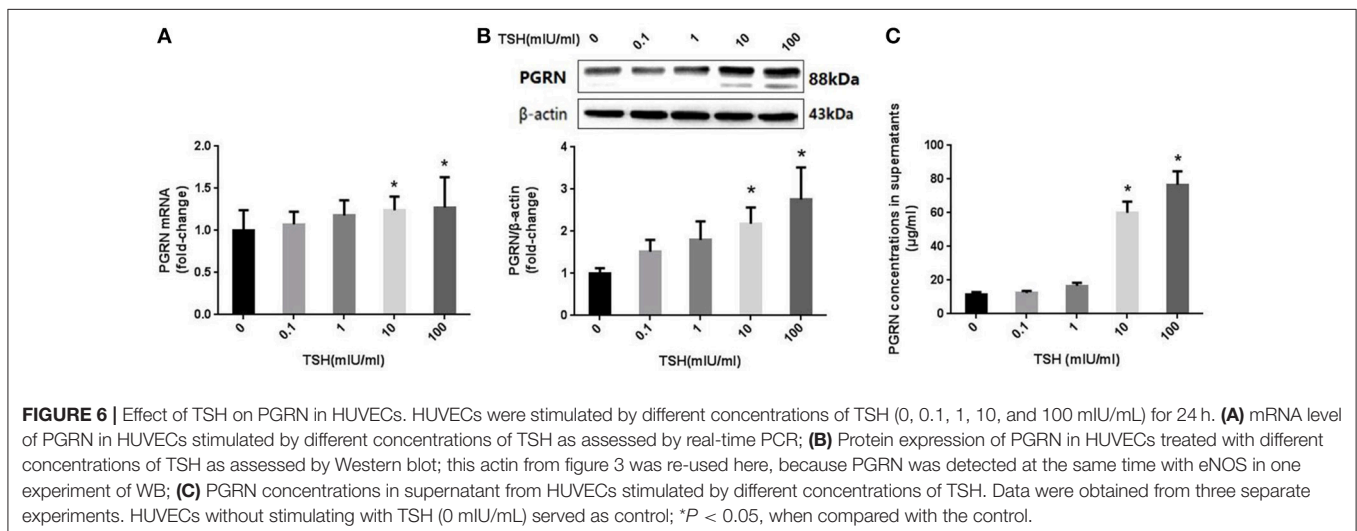 A
PGRN mRNA
(fold-change)
2.0
1.5
1.0
0.5
0.0
*
*
0
0.1
1
10
100
TSH(mIU/ml)
B
TSH(mIU/ml)
0
0.1
1
10
100
PGRN
88kDa
β-actin
43kDa
PGRN/β-actin
(fold-change)
4
3
2
1
0
*
*
0
0.1
1
10
100
TSH(mIU/ml)
C
PGRN concentrations in supernatants
(μg/ml)
100
80
60
40
20
0
*
*
0
0.1
1
10
100
TSH (mIU/ml)
FIGURE 6 | Effect of TSH on PGRN in HUVECs. HUVECs were stimulated by different concentrations of TSH (0, 0.1, 1, 10, and 100 mIU/mL) for 24 h. (A) mRNA level
of PGRN in HUVECs stimulated by different concentrations of TSH as assessed by real-time PCR; (B) Protein expression of PGRN in HUVECs treated with different
concentrations of TSH as assessed by Western blot; this actin from figure 3 was re-used here, because PGRN was detected at the same time with eNOS in one
experiment of WB; (C) PGRN concentrations in supernatant from HUVECs stimulated by different concentrations of TSH. Data were obtained from three separate
experiments. HUVECs without stimulating with TSH (0 mIU/mL) served as control; *P < 0.05, when compared with the control.